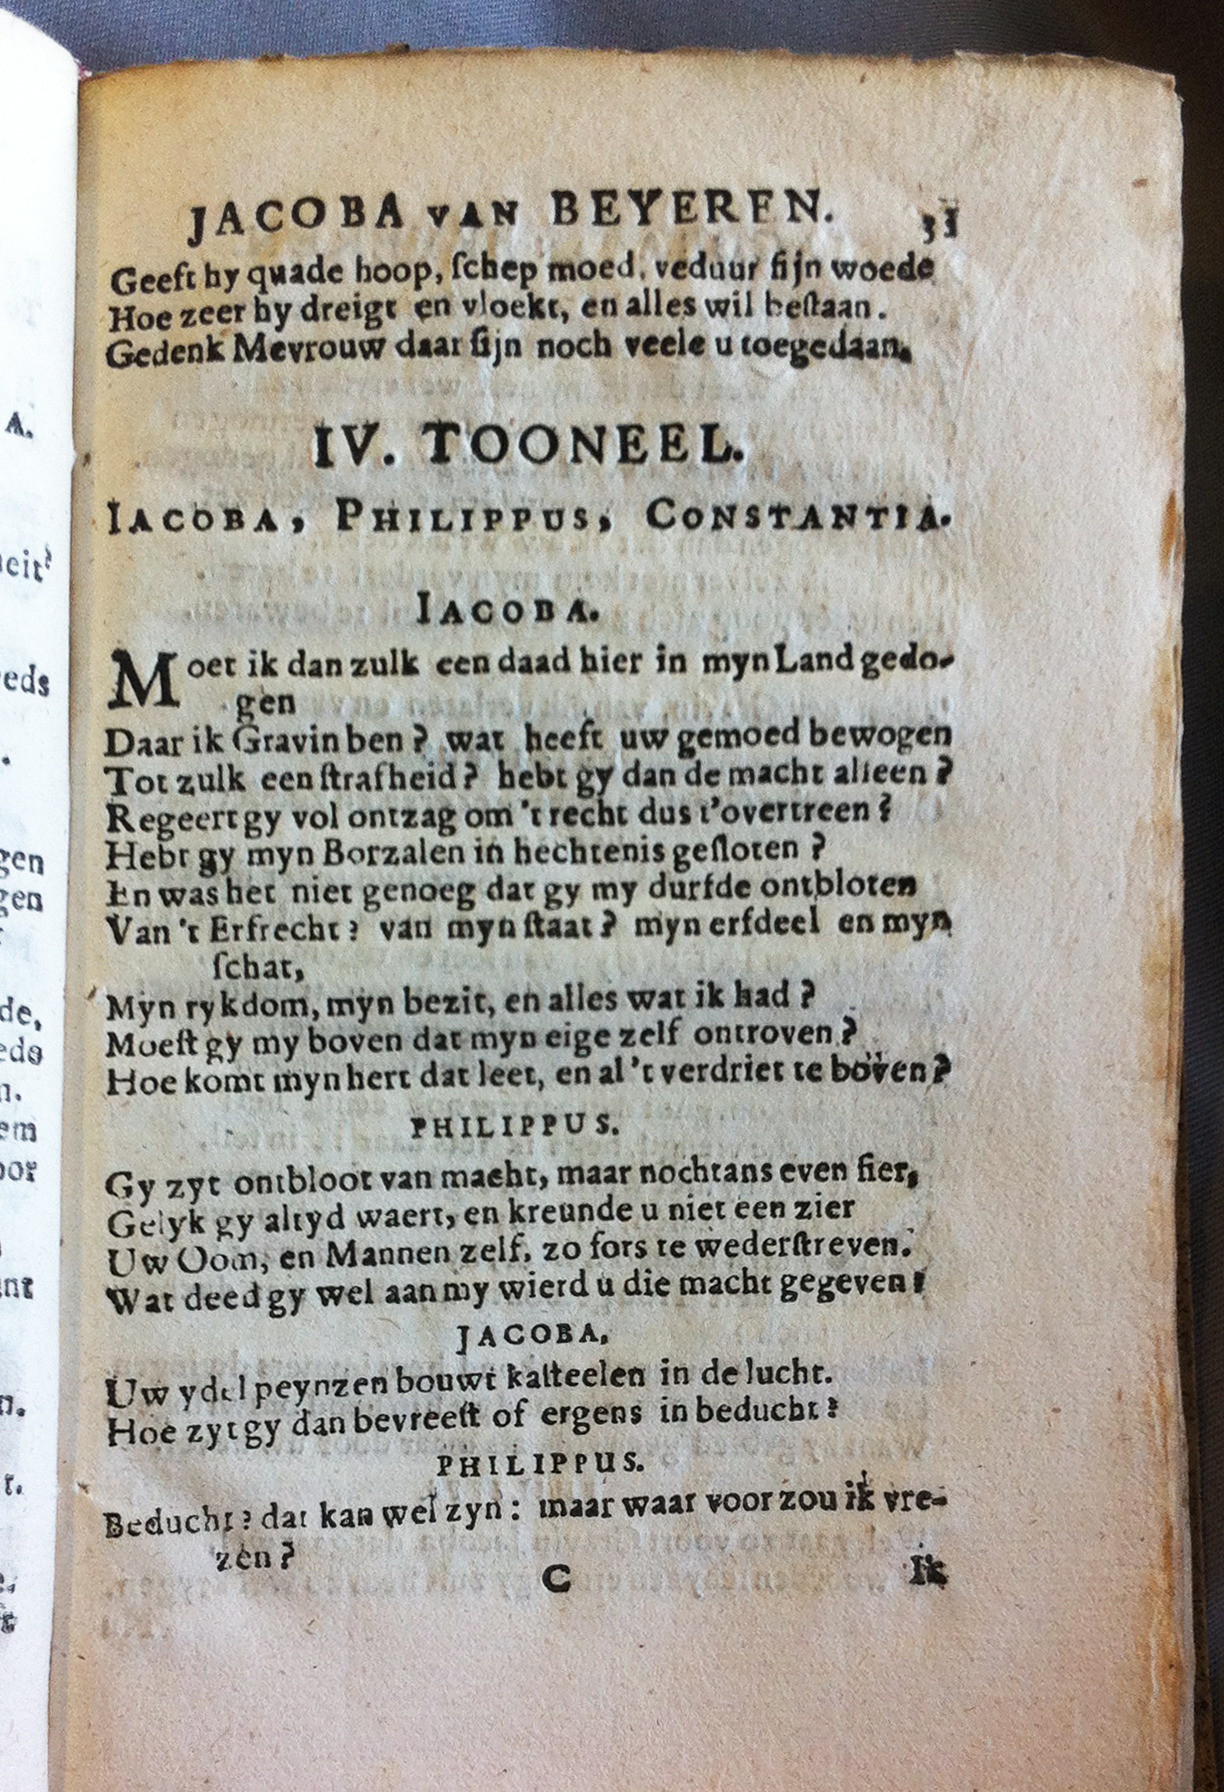 A.
eit?
eds
.
gen
gen
de,
ede
n.
em
oor
nt
n.
t.
JACOBA VAN BEYEREN. 31
Geeft hy quade hoop, ſchep moed, veduur ſijn woede
Hoe zeer hy dreigt en vloekt, en alles wil beſtaan.
Gedenk Mevrouw daar ſijn noch veele u toegedaan.
IV. TOONEEL.
IACOBA, PHILIPPUS, CONSTANTIA.
IACOBA.
Moet ik dan zulk een daad hier in myn Land gedo-
gen
Daar ik Gravin ben? wat heeft uw gemoed bewogen
Tot zulk een ſtrafheid? hebt gy dan de macht alleen?
Regeert gy vol ontzag om 't recht dus t'overtreen?
Hebt gy myn Borzalen in hechtenis geſloten?
En was het niet genoeg dat gy my durfde ontbloten
Van 't Erfrecht? van myn ſtaat? myn erfdeel en myn
ſchat,
Myn rykdom, myn bezit, en alles wat ik had?
Moeſt gy my boven dat myn eige zelf ontroven?
Hoe komt myn hert dat leet, en al 't verdriet te boven?
PHILIPPUS.
Gy zyt ontbloot van macht, maar nochtans even fier,
Gelyk gy altyd waert, en kreunde u niet een zier
Uw Oom, en Mannen zelf, zo fors te wederſtreven.
Wat deed gy wel aan my wierd u die macht gegeven!
JACOBA,
Uw ydel peynzen bouwt kaſteelen in de lucht.
Hoe zyt gy dan bevreeſt of ergens in beducht?
PHILIPPUS.
Beducht? dat kan wel zyn: maar waar voor zou ik vre-
zen?
C Ik